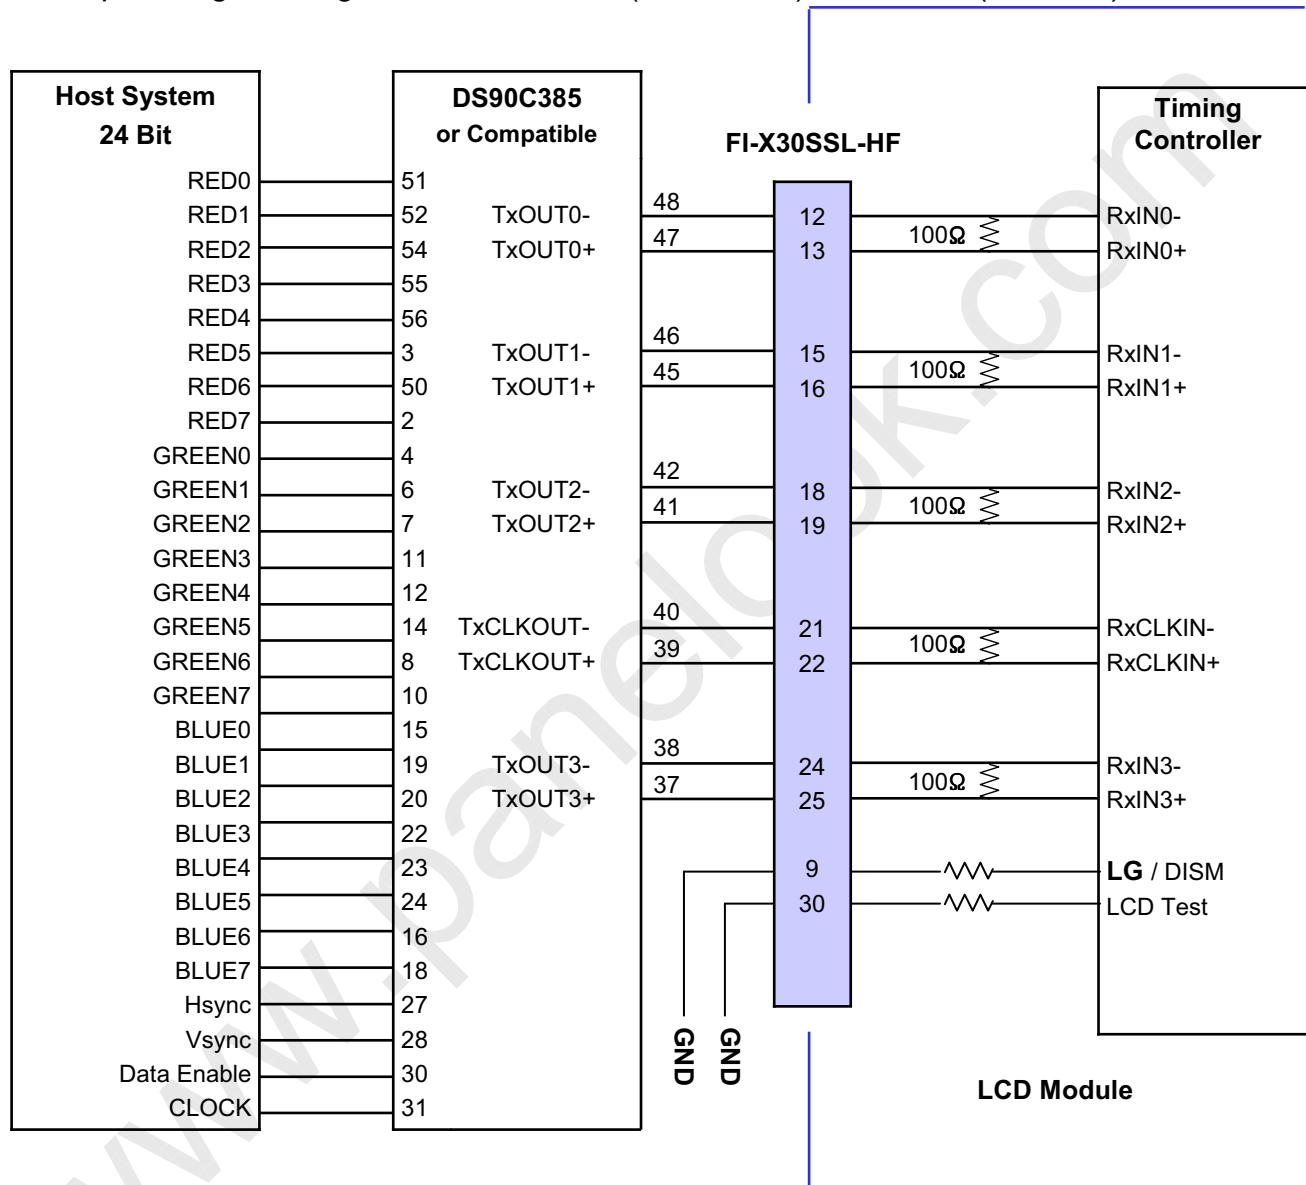 Host System
24 Bit
RED0
RED1
RED2
RED3
RED4
RED5
RED6
RED7
GREEN0
GREEN1
GREEN2
GREEN3
GREEN4
GREEN5
GREEN6
GREEN7
BLUE0
BLUE1
BLUE2
BLUE3
BLUE4
BLUE5
BLUE6
BLUE7
Hsync
Vsync
Data Enable
CLOCK
DS90C385
or Compatible
51
52
54
55
56
3
50
2
4
6
7
11
12
14
8
10
15
19
20
22
23
24
16
18
27
28
30
31
TxOUT0-
TxOUT0+
TxOUT1-
TxOUT1+
TxOUT2-
TxOUT2+
TxCLKOUT-
TxCLKOUT+
TxOUT3-
TxOUT3+
48
47
46
45
42
41
40
39
38
37
GND
GND
FI-X30SSL-HF
12
13
15
16
18
19
21
22
24
25
9
30
100Ω
100Ω
100Ω
100Ω
100Ω
Timing
Controller
RxIN0-
RxIN0+
RxIN1-
RxIN1+
RxIN2-
RxIN2+
RxCLKIN-
RxCLKIN+
RxIN3-
RxIN3+
LG / DISM
LCD Test
LCD Module
www.panelook.com